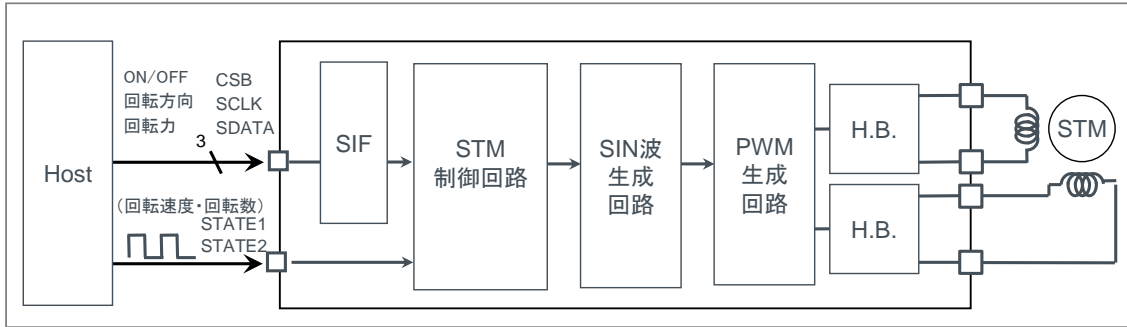 Host
ON/OFF
回転方向
回転力
CSB
SCLK
SDATA
3
(回転速度・回転数)
STATE1
STATE2
SIF
STM
制御回路
SIN波
生成
回路
PWM
生成
回路
H.B.
H.B.
STM